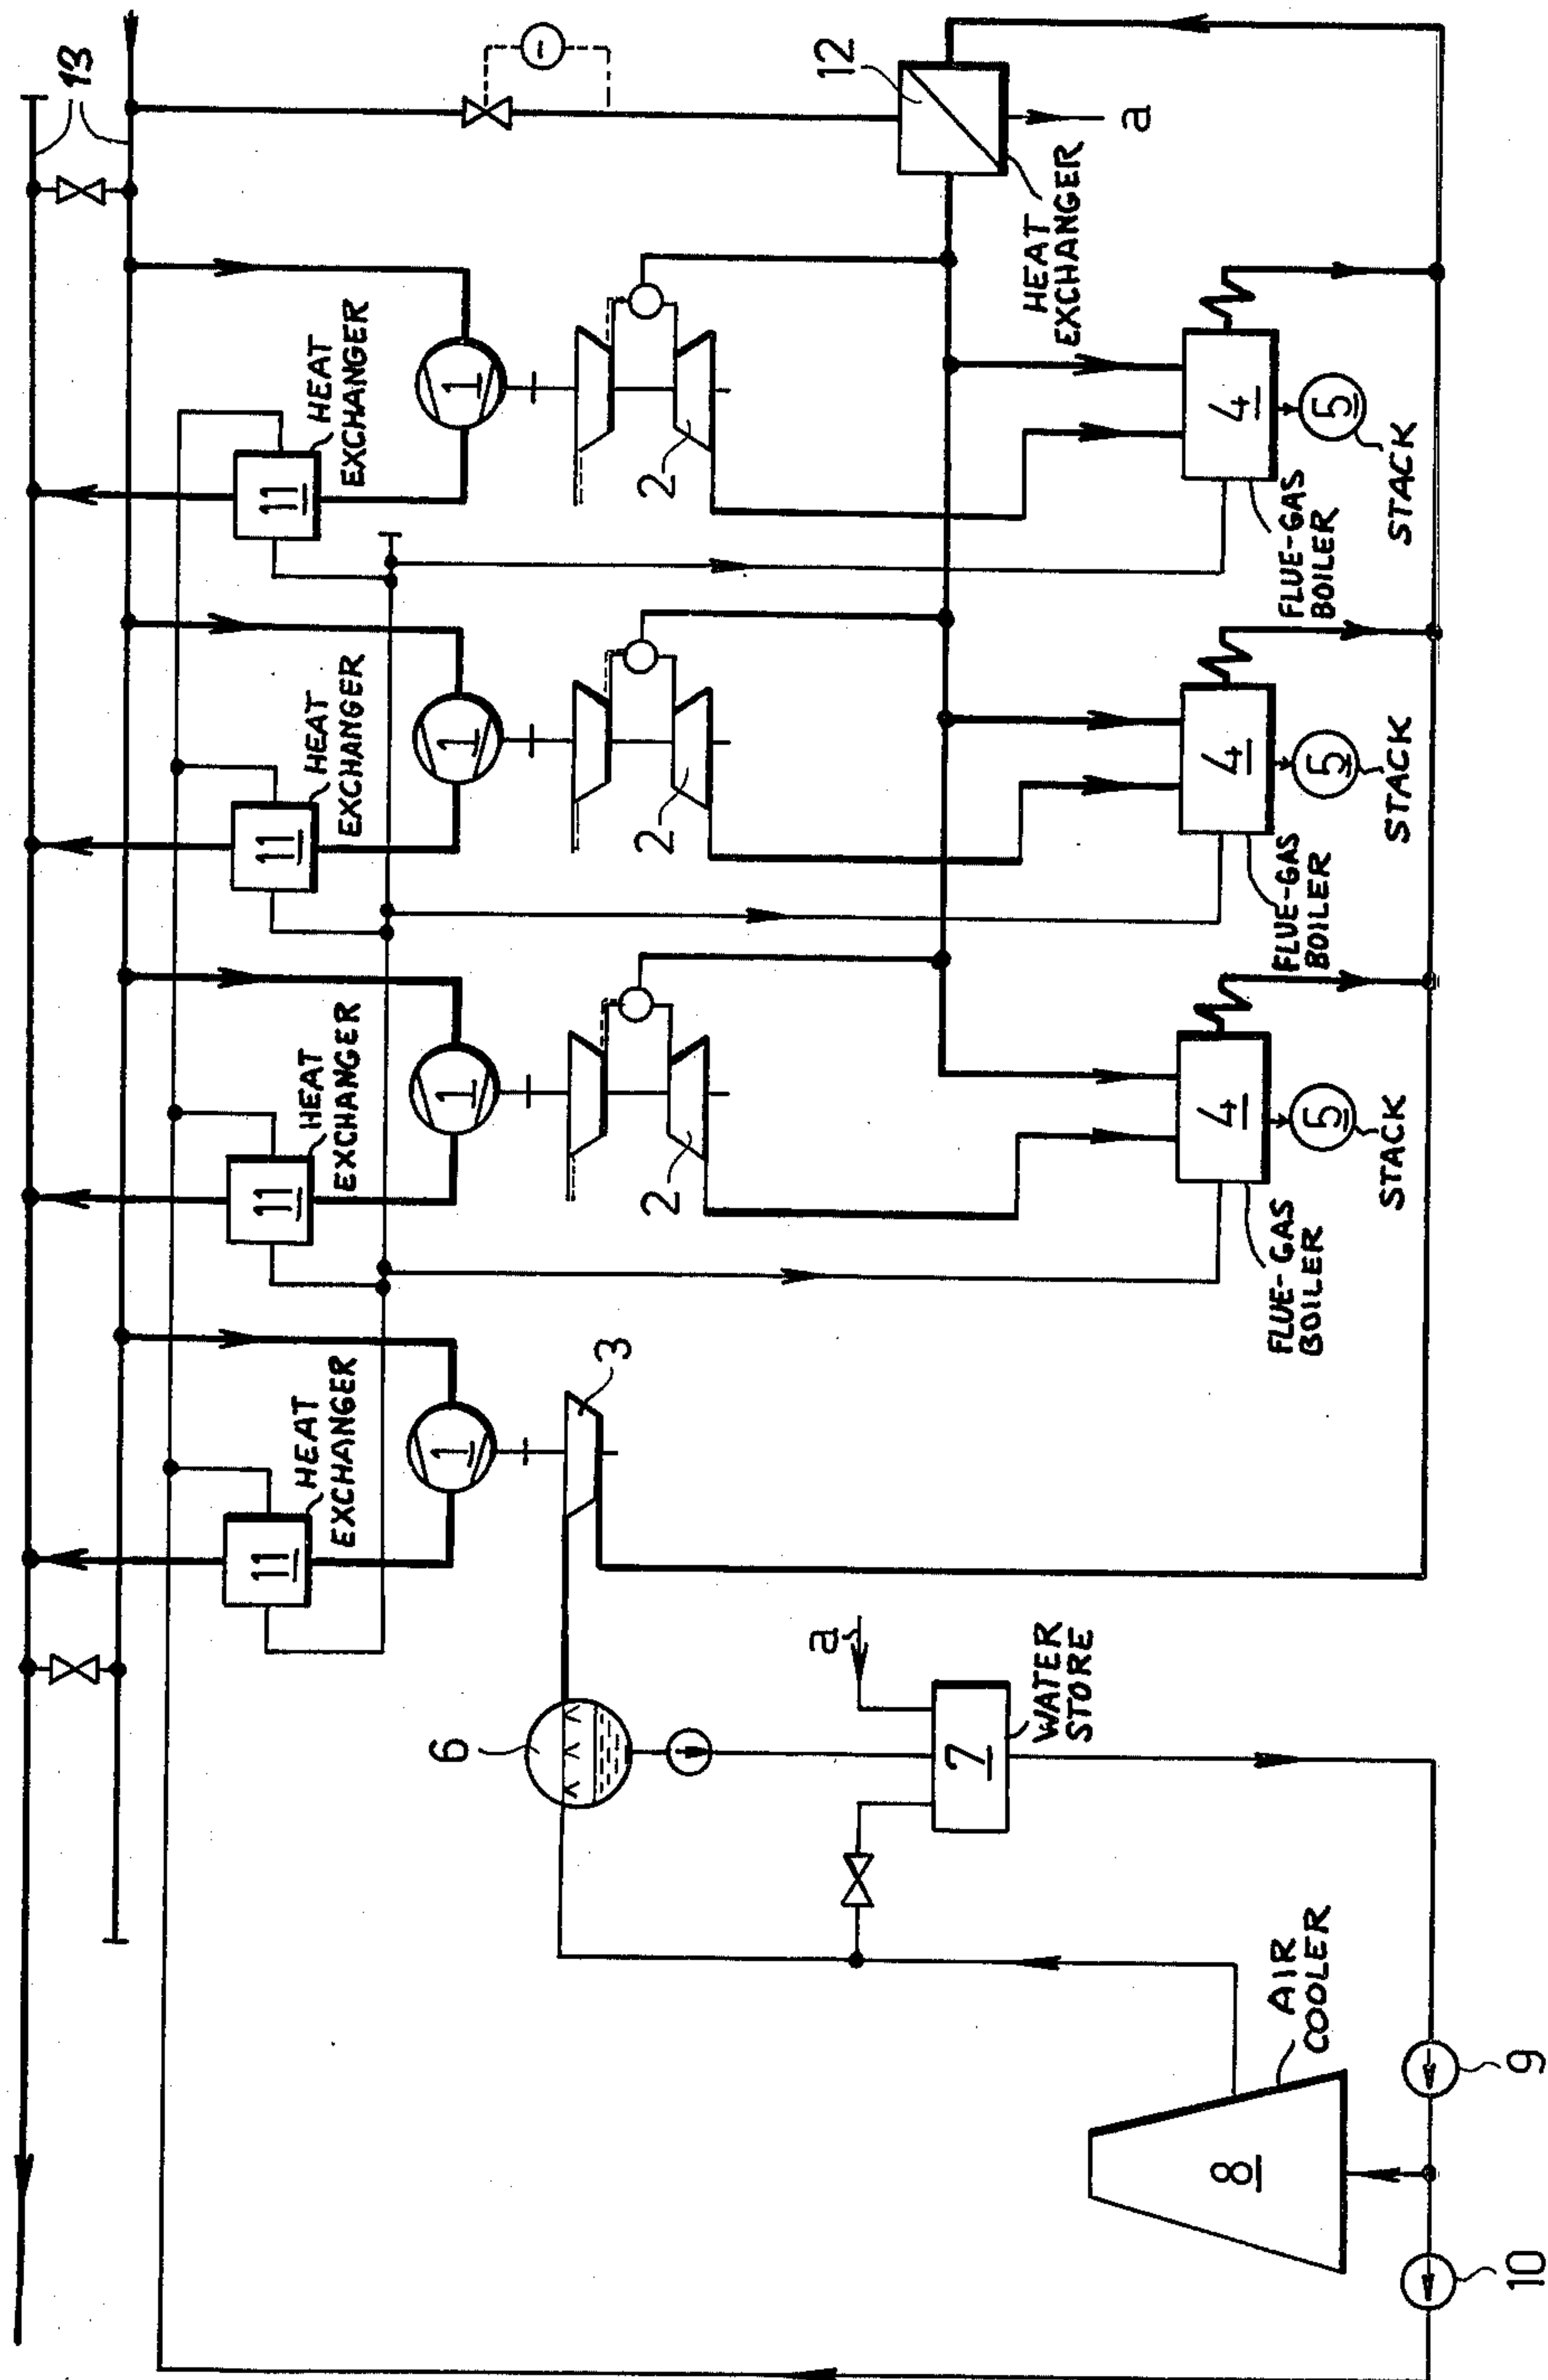 13
11
HEAT
EXCHANGER
11
HEAT
EXCHANGER
11
HEAT
EXCHANGER
11
HEAT
EXCHANGER
6
1
1
1
1
3
2
2
2
a
12
7
WATER
STORE
HEAT
EXCHANGER
a
8
AIR
COOLER
4
FLUE-GAS
BOILER
4
FLUE-GAS
BOILER
4
FLUE-GAS
BOILER
5
STACK
5
STACK
5
STACK
10
9